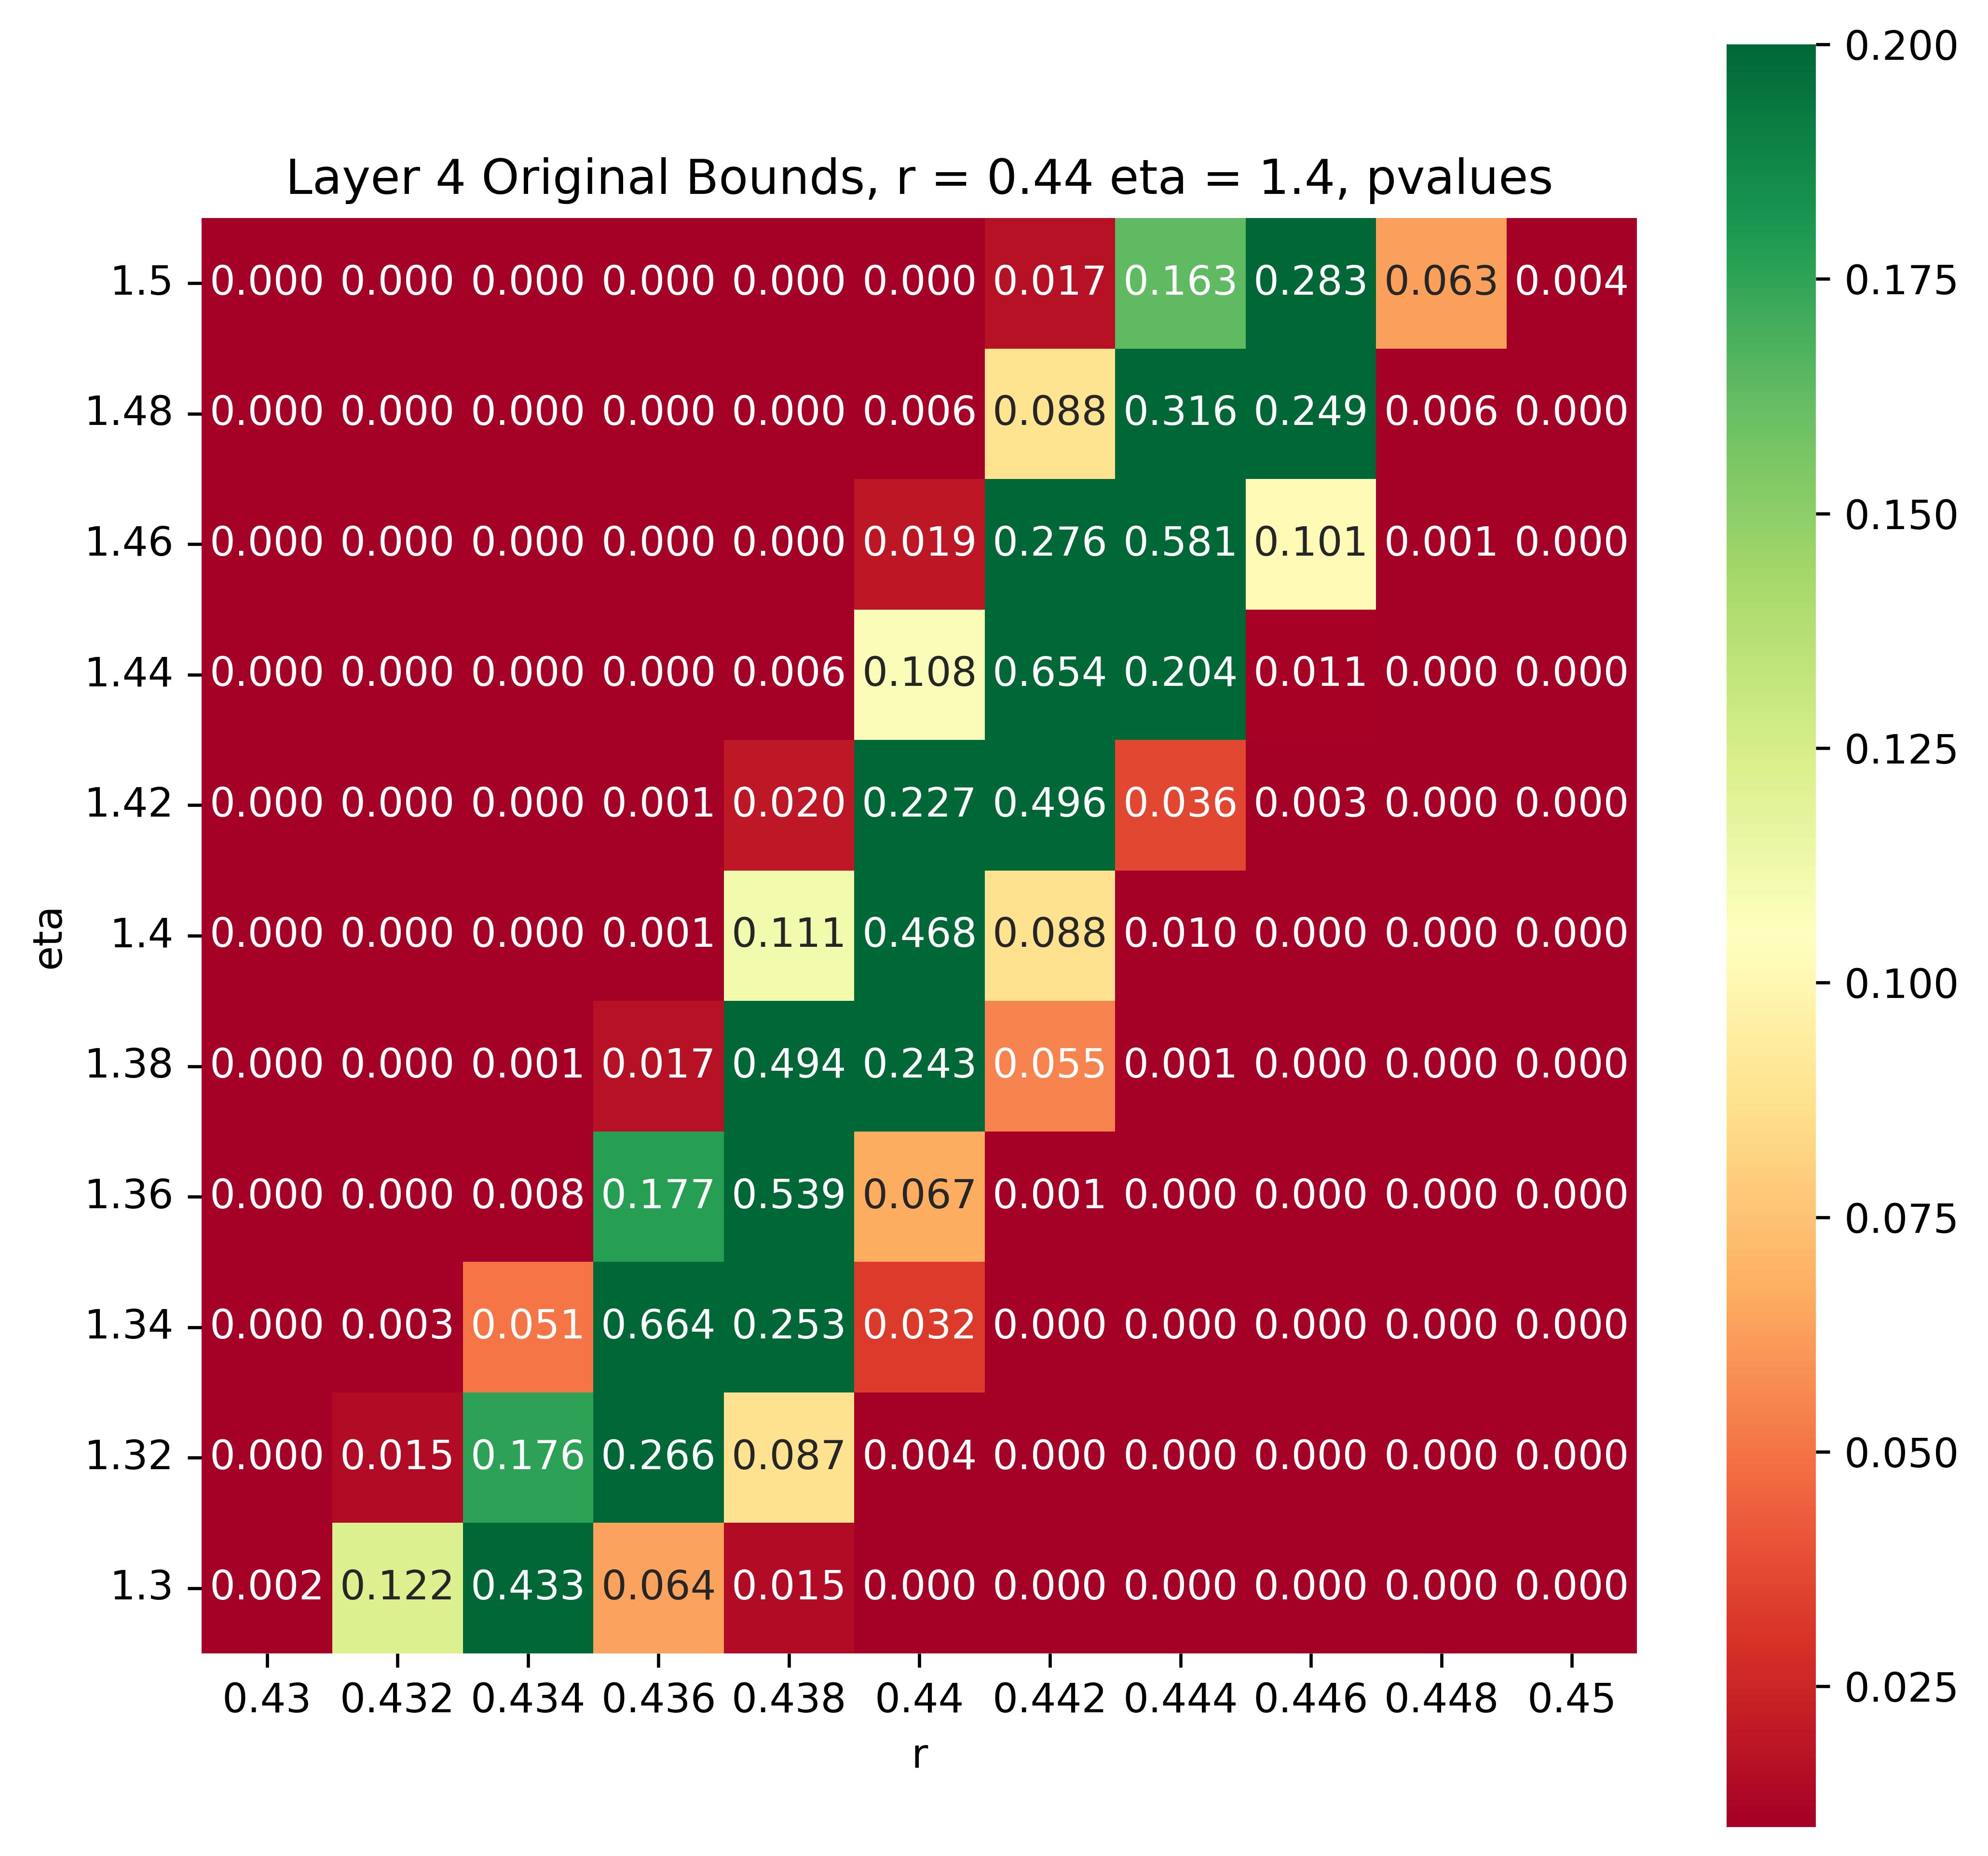 Layer 4 Original Bounds, r = 0.44 eta = 1.4, pvalues
1.5 0.000 0.000 0.000 0.000 0.000 0.000 0.017 0.163 0.283 0.063 0.004
1.48 0.000 0.000 0.000 0.000 0.000 0.006 0.088 0.316 0.249 0.006 0.000
1.46 0.000 0.000 0.000 0.000 0.000 0.019 0.276 0.581 0.101 0.001 0.000
1.44 0.000 0.000 0.000 0.000 0.006 0.108 0.654 0.204 0.011 0.000 0.000
1.42 0.000 0.000 0.000 0.001 0.020 0.227 0.496 0.036 0.003 0.000 0.000
1.4 0.000 0.000 0.000 0.001 0.111 0.468 0.088 0.010 0.000 0.000 0.000
1.38 0.000 0.000 0.001 0.017 0.494 0.243 0.055 0.001 0.000 0.000 0.000
1.36 0.000 0.000 0.008 0.177 0.539 0.067 0.001 0.000 0.000 0.000 0.000
1.34 0.000 0.003 0.051 0.664 0.253 0.032 0.000 0.000 0.000 0.000 0.000
1.32 0.000 0.015 0.176 0.266 0.087 0.004 0.000 0.000 0.000 0.000 0.000
1.3 0.002 0.122 0.433 0.064 0.015 0.000 0.000 0.000 0.000 0.000 0.000
0.43 0.432 0.434 0.436 0.438 0.44 0.442 0.444 0.446 0.448 0.45
r
eta
0.200
0.175
0.150
0.125
0.100
0.075
0.050
0.025